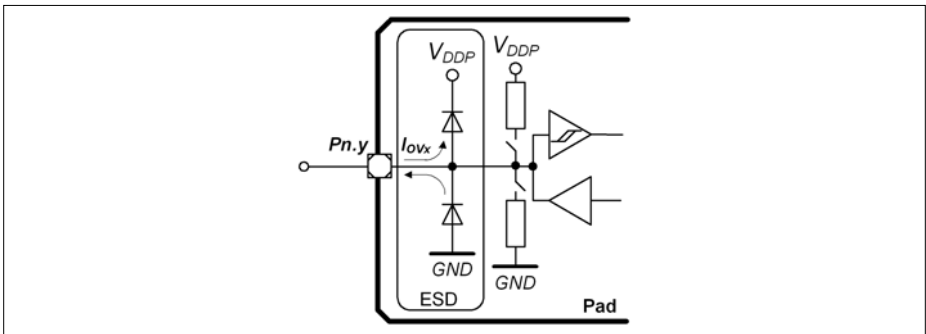 VDDP VDDP
Pn.y IOVx
GND
GND
ESD
Pad